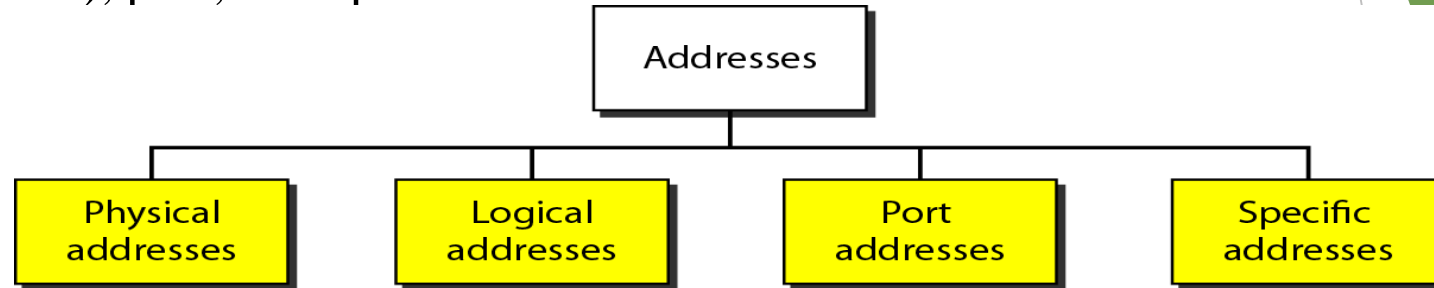 Addresses
Physical addresses
Logical addresses
Port addresses
Specific addresses